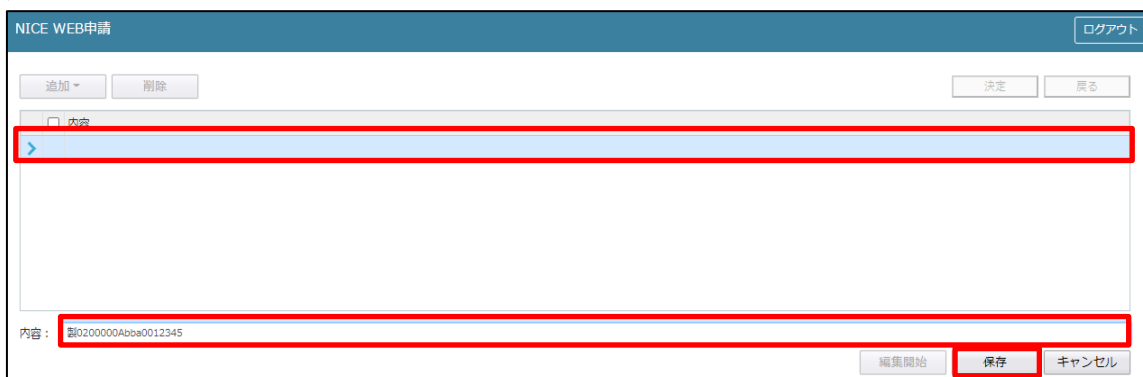 NICE WEB申請 ログアウト
追加 削除 決定 戻る
内容
内容： 製0200000Abba0012345
編集開始 保存 キャンセル